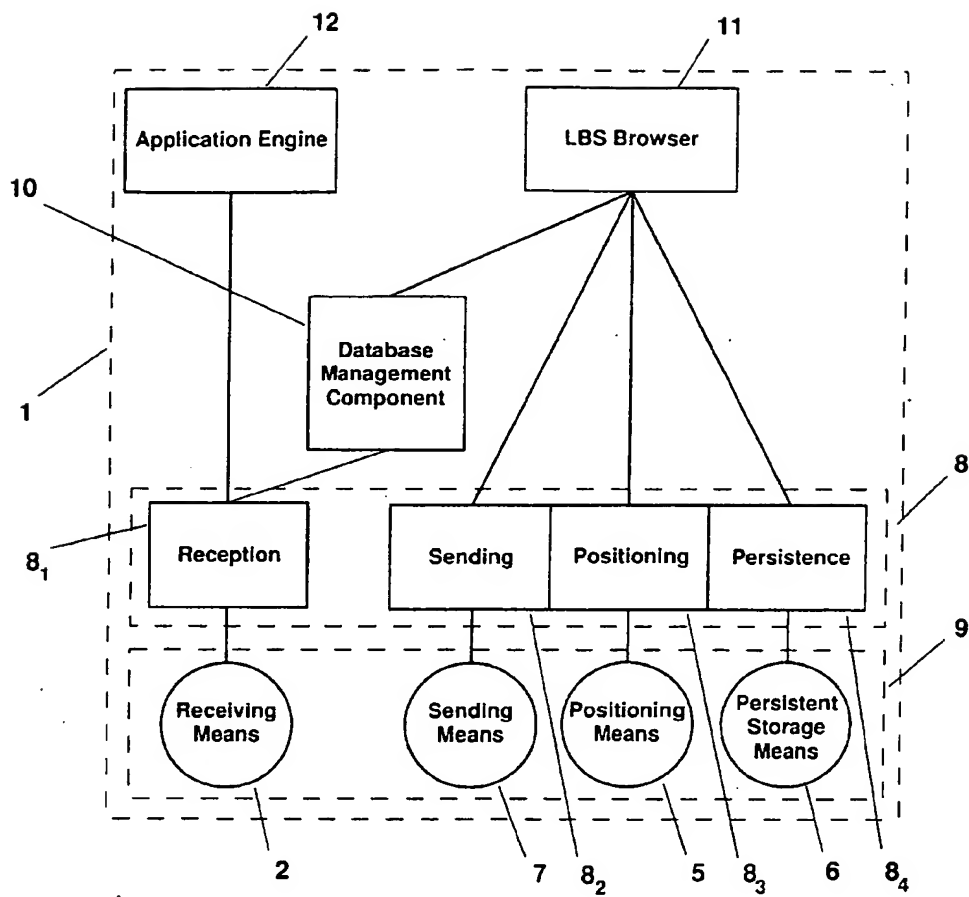 12
11
Application Engine
LBS Browser
10
Database
Management
Component
1
8
8₁
Reception
Sending
Positioning
Persistence
9
Receiving
Means
Sending
Means
Positioning
Means
Persistent
Storage
Means
2
7
8₂
5
8₃
6
8₄